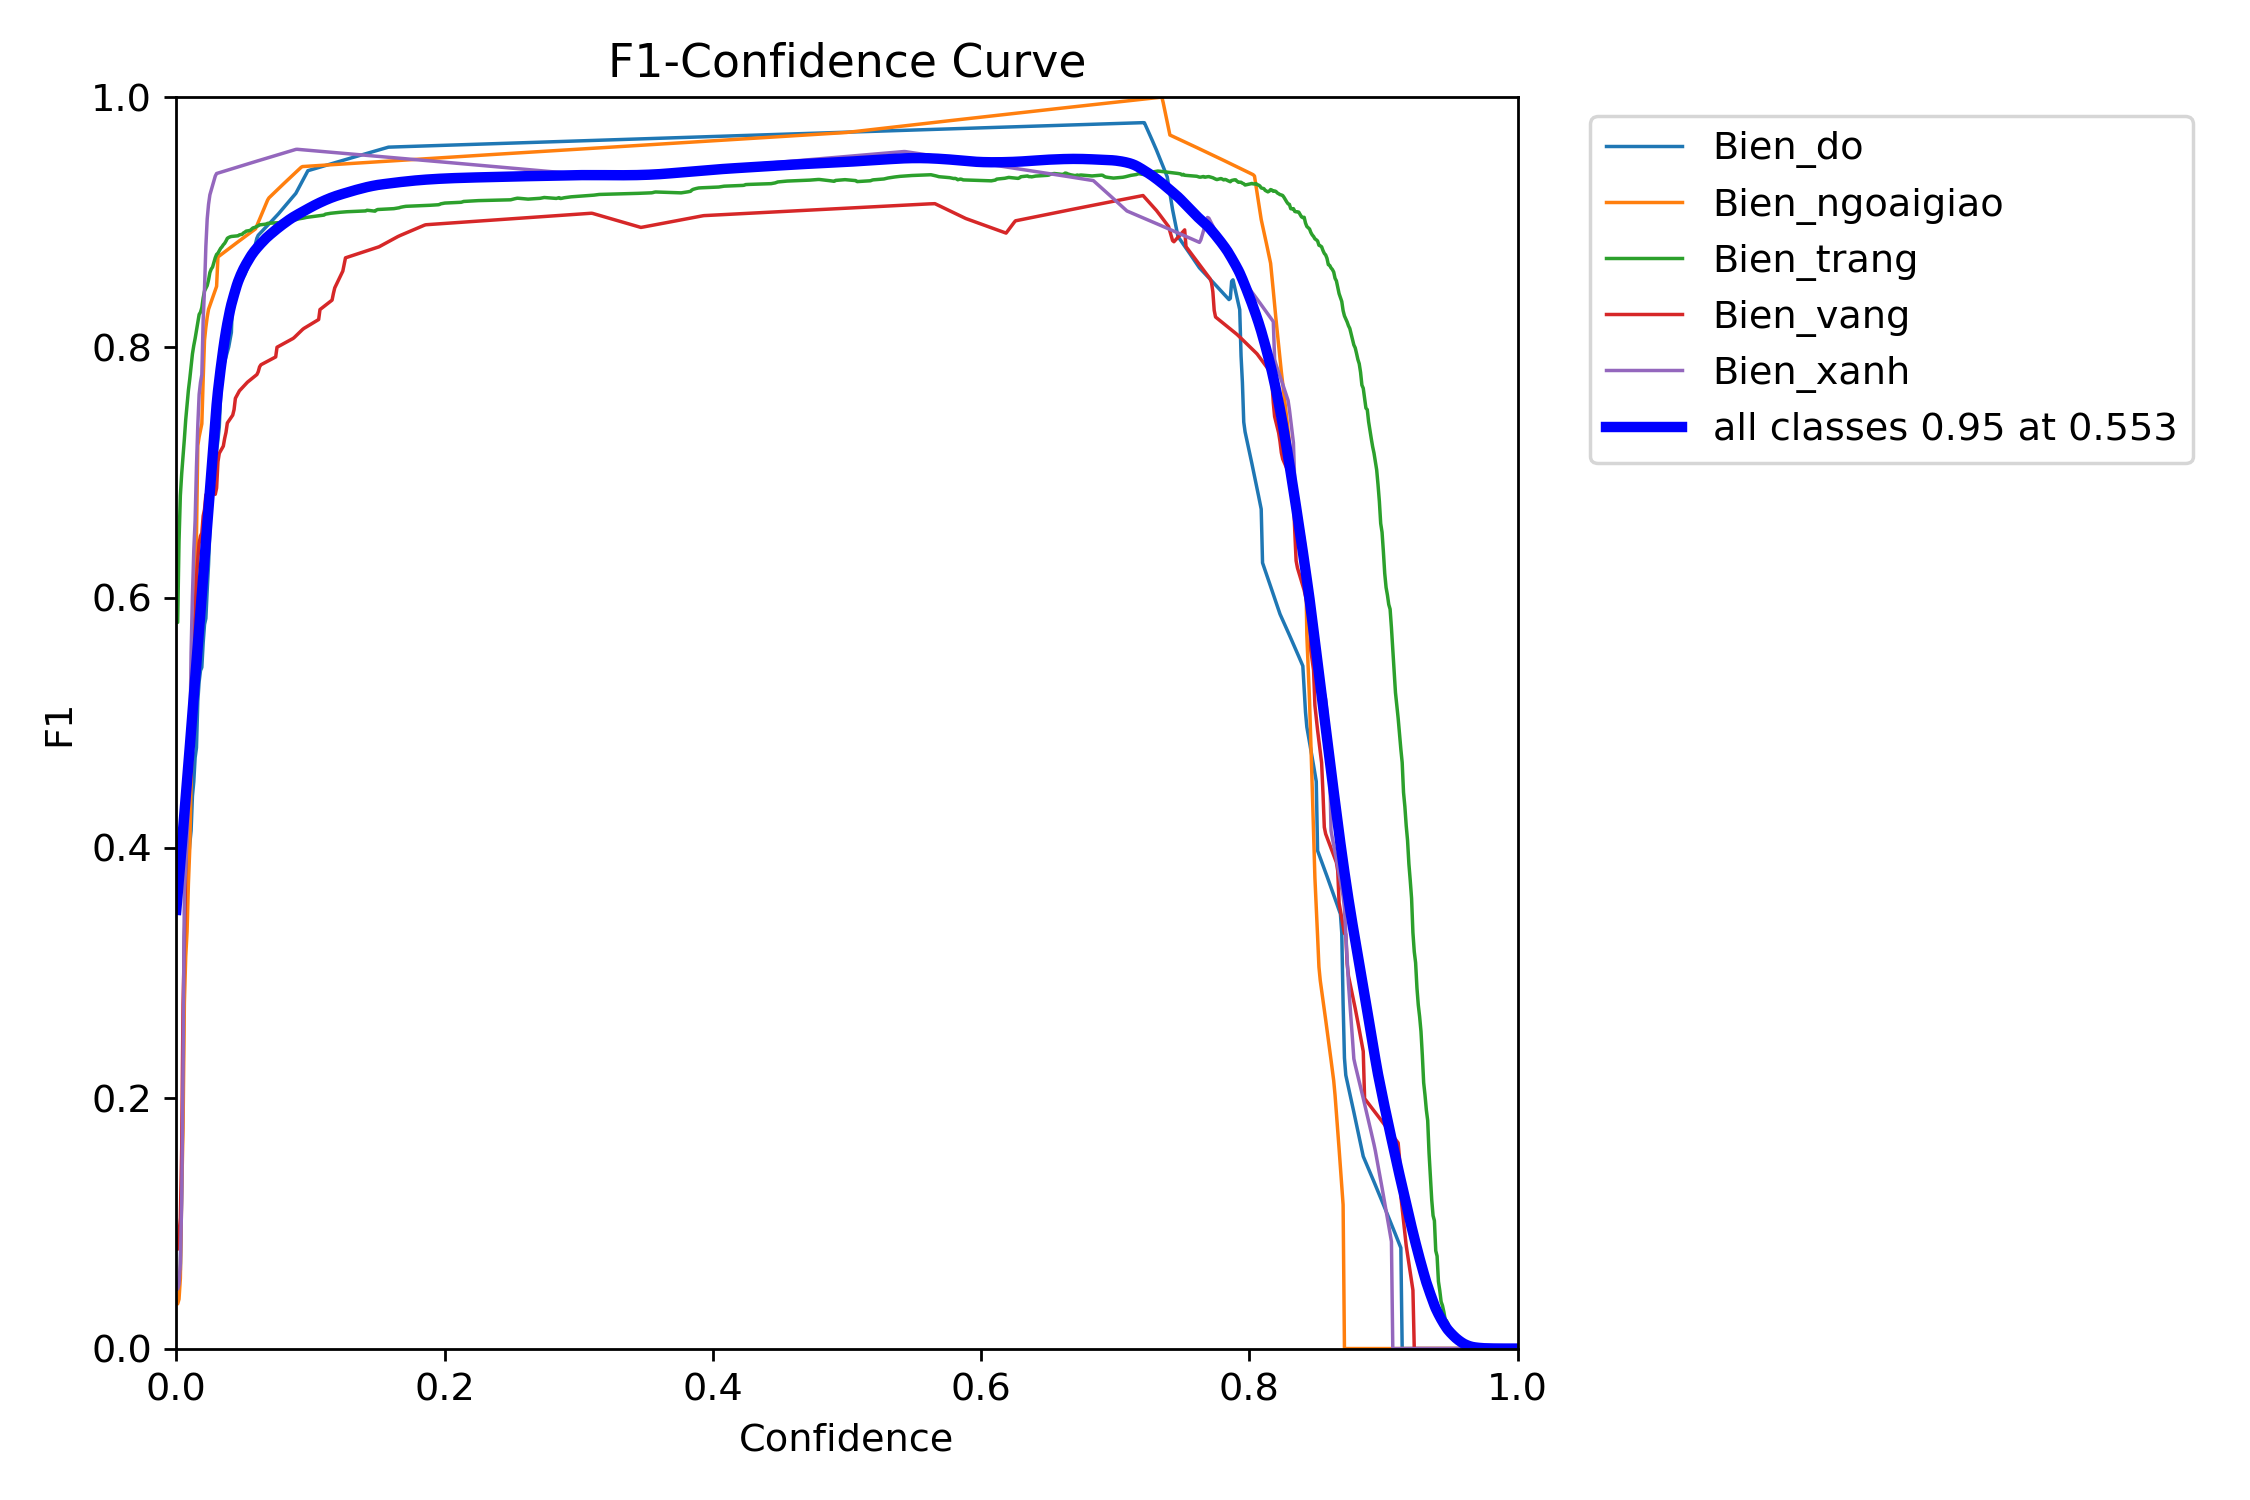 F1-Confidence Curve
1.0
0.8
0.6
0.4
0.2
0.0
F1
0.0 0.2 0.4 0.6 0.8 1.0
Confidence
Bien_do
Bien_ngoaigiao
Bien_trang
Bien_vang
Bien_xanh
all classes 0.95 at 0.553